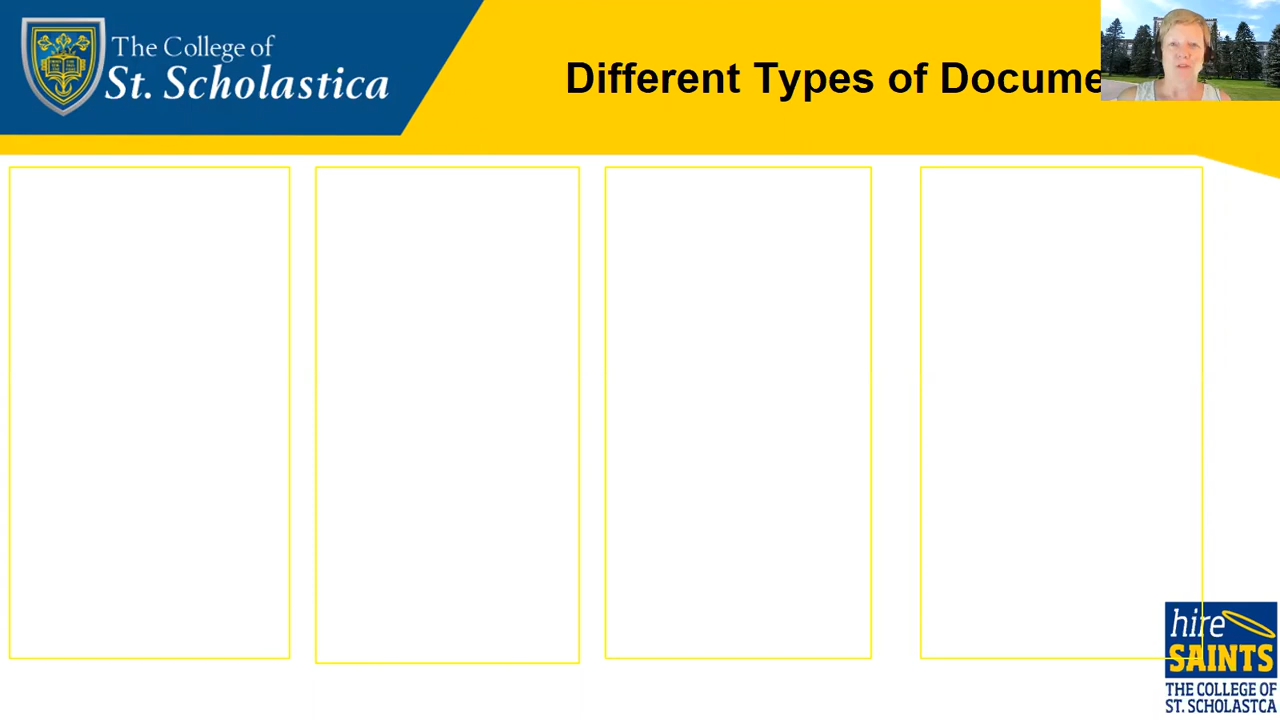 The College of
St. Scholastica
Different Types of Docume
hire
SAINTS
THE COLLEGE OF
ST. SCHOLASTCA